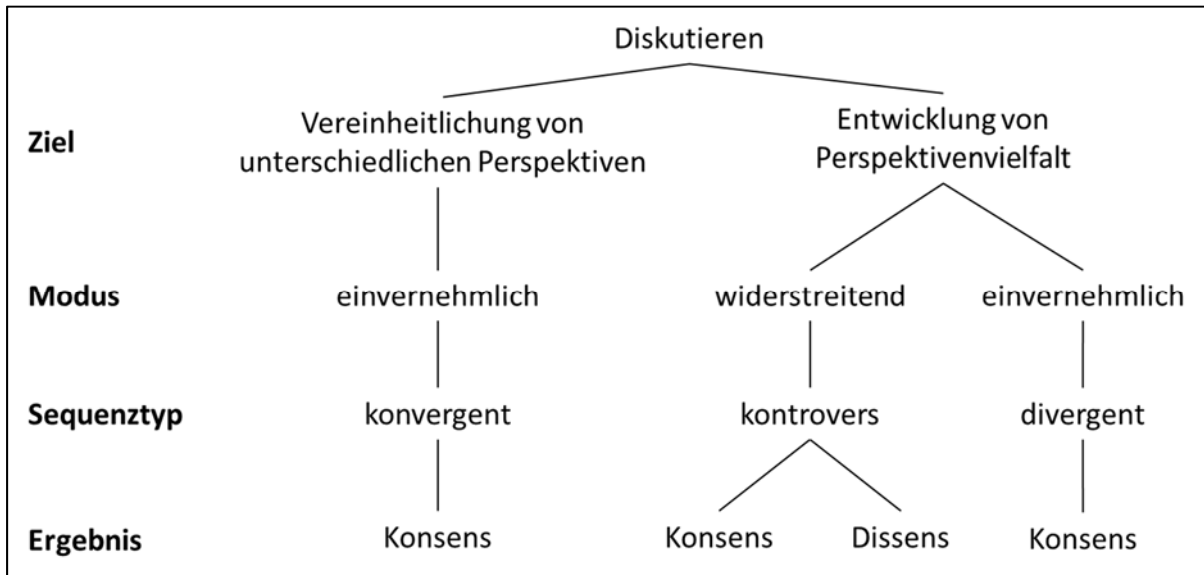 Diskutieren
Ziel
Vereinheitlichung von
unterschiedlichen Perspektiven
Entwicklung von
Perspektivenvielfalt
Modus
einvernehmlich
widerstreitend
einvernehmlich
Sequenztyp
konvergent
kontrovers
divergent
Ergebnis
Konsens
Konsens
Dissens
Konsens